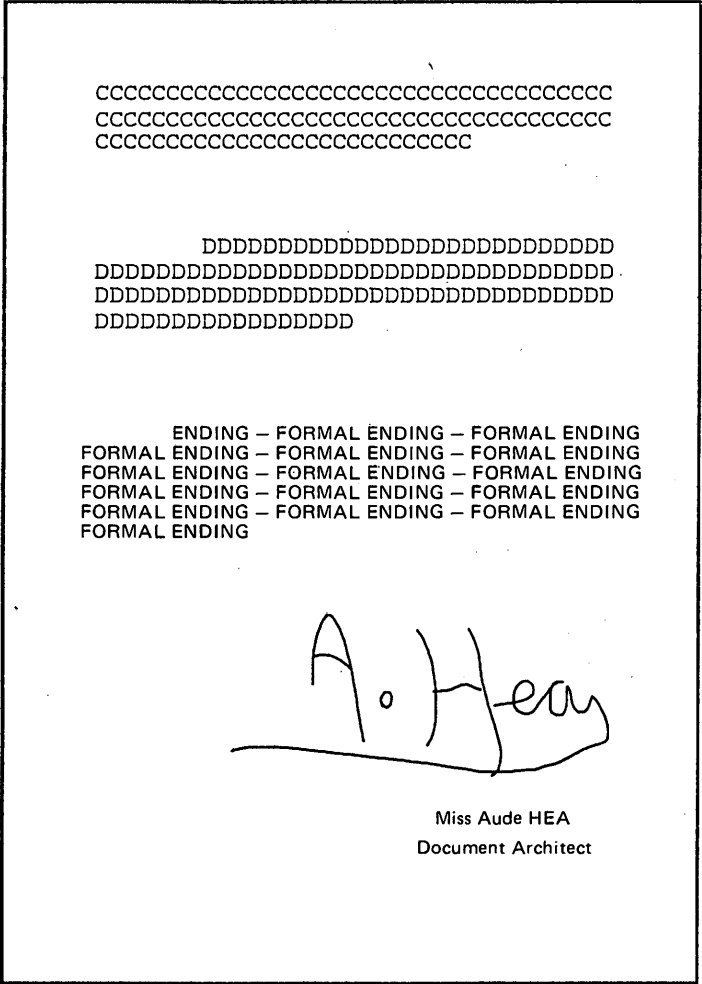 CCCCCCCCCCCCCCCCCCCCCCCCCCCCCCCCCCCCC
CCCCCCCCCCCCCCCCCCCCCCCCCCCCCCCCCCCCC
CCCCCCCCCCCCCCCCCCCCCCCCCCC
DDDDDDDDDDDDDDDDDDDDDDDDDDD
DDDDDDDDDDDDDDDDDDDDDDDDDDDDDDDDDD
DDDDDDDDDDDDDDDDDDDDDDDDDDDDDDDDDD
DDDDDDDDDDDDDDDDD
ENDING — FORMAL ENDING — FORMAL ENDING
FORMAL ENDING — FORMAL ENDING — FORMAL ENDING
FORMAL ENDING — FORMAL ENDING — FORMAL ENDING
FORMAL ENDING — FORMAL ENDING — FORMAL ENDING
FORMAL ENDING — FORMAL ENDING — FORMAL ENDING
FORMAL ENDING
A. Hea
Miss Aude HEA
Document Architect